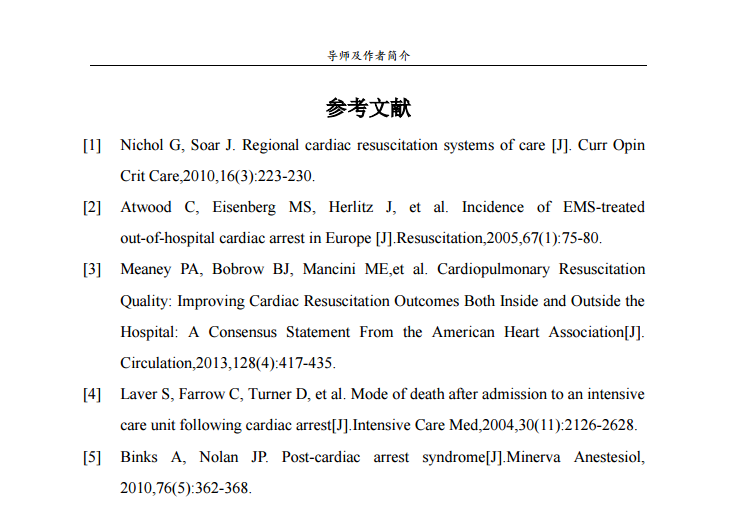 导师及作者简介
参考文献
[1] Nichol G, Soar J. Regional cardiac resuscitation systems of care [J]. Curr Opin
Crit Care,2010,16(3):223-230.
[2] Atwood C, Eisenberg MS, Herlitz J, et al. Incidence of EMS-treated
out-of-hospital cardiac arrest in Europe [J].Resuscitation,2005,67(1):75-80.
[3] Meaney PA, Bobrow BJ, Mancini ME,et al. Cardiopulmonary Resuscitation
Quality: Improving Cardiac Resuscitation Outcomes Both Inside and Outside the
Hospital: A Consensus Statement From the American Heart Association[J].
Circulation,2013,128(4):417-435.
[4] Laver S, Farrow C, Turner D, et al. Mode of death after admission to an intensive
care unit following cardiac arrest[J].Intensive Care Med,2004,30(11):2126-2628.
[5] Binks A, Nolan JP. Post-cardiac arrest syndrome[J].Minerva Anestesiol,
2010,76(5):362-368.